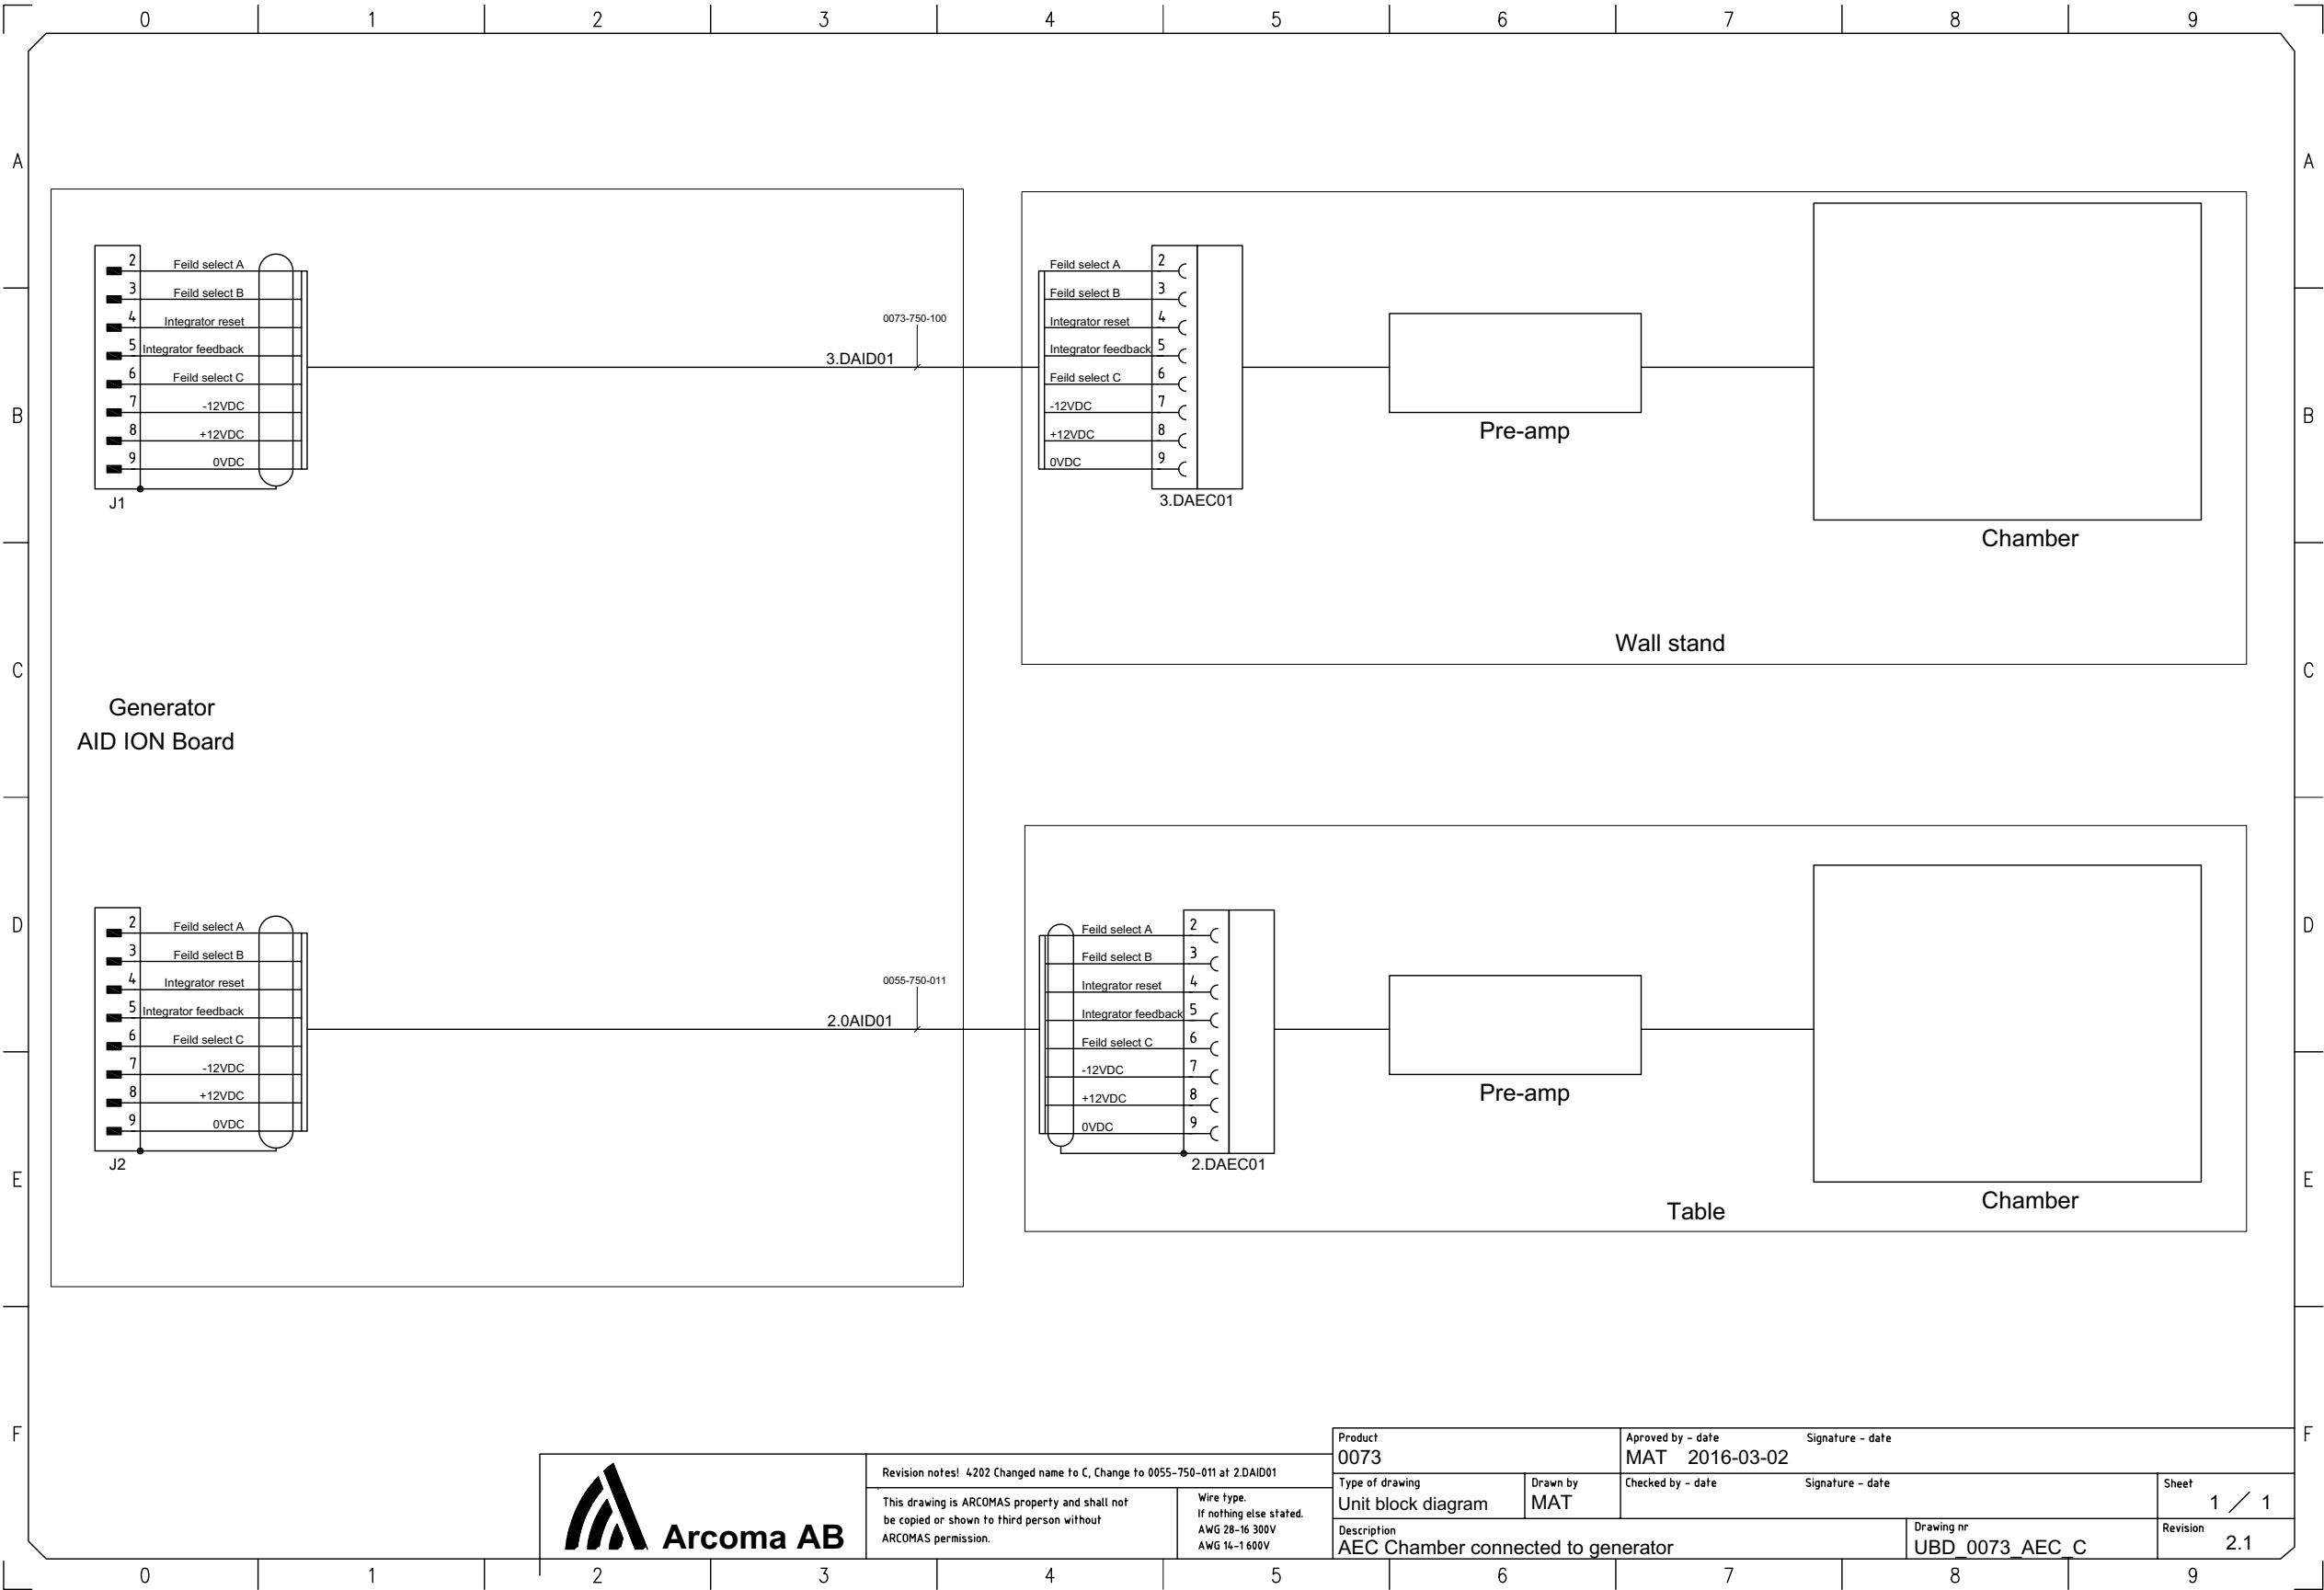 0 1 2 3 4 5 6 7 8 9
A A
2 Feild select A
3 Feild select B
4 Integrator reset
5 Integrator feedback
6 Feild select C
7 -12VDC
8 +12VDC
9 0VDC
J1
0073-750-100
3.DAID01
Feild select A 2
Feild select B 3
Integrator reset 4
Integrator feedback 5
Feild select C 6
-12VDC 7
+12VDC 8
0VDC 9
3.DAEC01
Pre-amp
Chamber
B B
Wall stand
C C
Generator
AID ION Board
D D
2 Feild select A
3 Feild select B
4 Integrator reset
5 Integrator feedback
6 Feild select C
7 -12VDC
8 +12VDC
9 0VDC
J2
0055-750-011
2.0AID01
Feild select A 2
Feild select B 3
Integrator reset 4
Integrator feedback 5
Feild select C 6
-12VDC 7
+12VDC 8
0VDC 9
2.DAEC01
Pre-amp
Chamber
Table
E E
F F
Arcoma AB
Revision notes! 4202 Changed name to C, Change to 0055-750-011 at 2.DAID01
This drawing is ARCOMAS property and shall not
be copied or shown to third person without
ARCOMAS permission.
Wire type.
If nothing else stated.
AWG 28-16 300V
AWG 14-1 600V
Product
0073
Aproved by - date Signature - date
MAT 2016-03-02
Type of drawing
Unit block diagram
Drawn by
MAT
Checked by - date Signature - date
Sheet
1 / 1
Description
AEC Chamber connected to generator
Drawing nr
UBD_0073_AEC_C
Revision
2.1
0 1 2 3 4 5 6 7 8 9